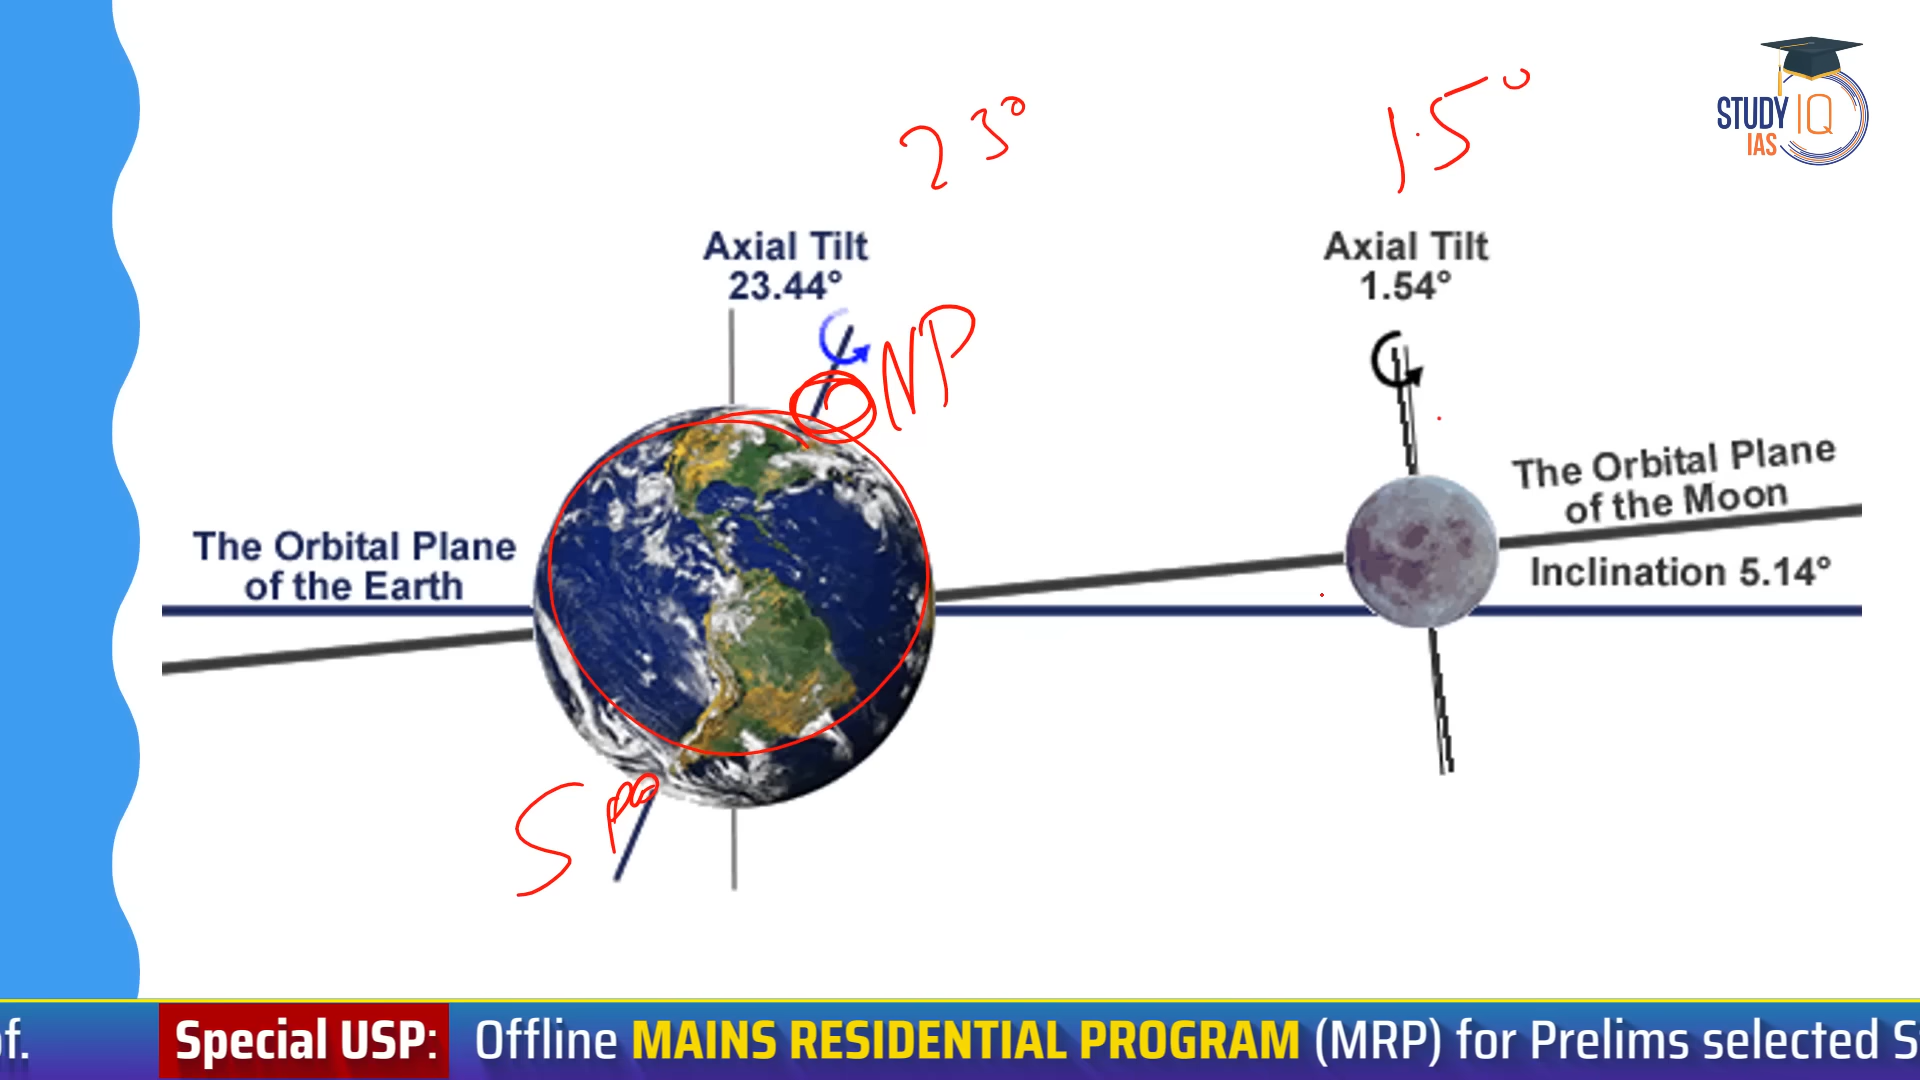 23°
1.5°
STUDY IQ
IAS
Axial Tilt
23.44°
Axial Tilt
1.54°
NP
The Orbital Plane
of the Moon
The Orbital Plane
of the Earth
Inclination 5.14°
SP
of.
Special USP:
Offline MAINS RESIDENTIAL PROGRAM (MRP) for Prelims selected S